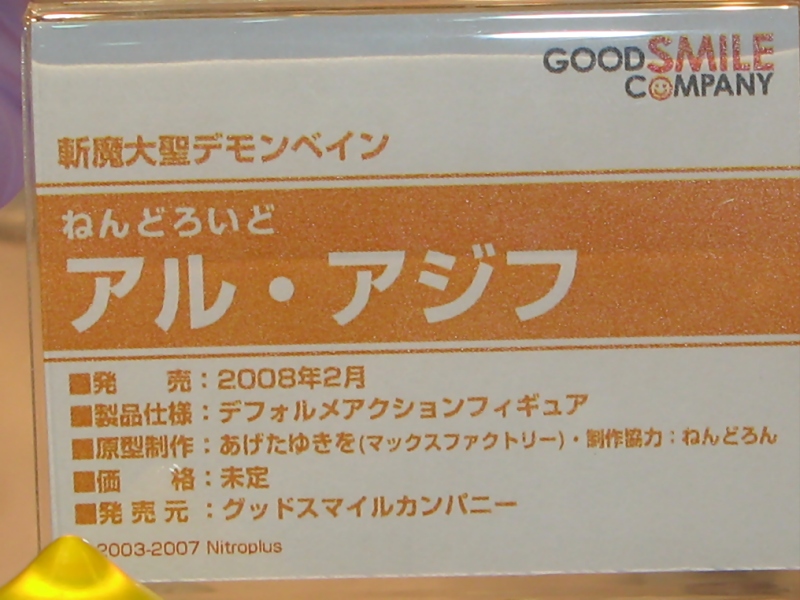 GOOD SMILE
COMPANY
斬魔大聖デモンベイン
ねんどろいど
アル・アジフ
■発　売：2008年2月
■製品仕様：デフォルメアクションフィギュア
■原型制作：あげたゆきを(マックスファクトリー)・制作協力：ねんどろん
■価　格：未定
■発売元：グッドスマイルカンパニー
2003-2007 Nitroplus